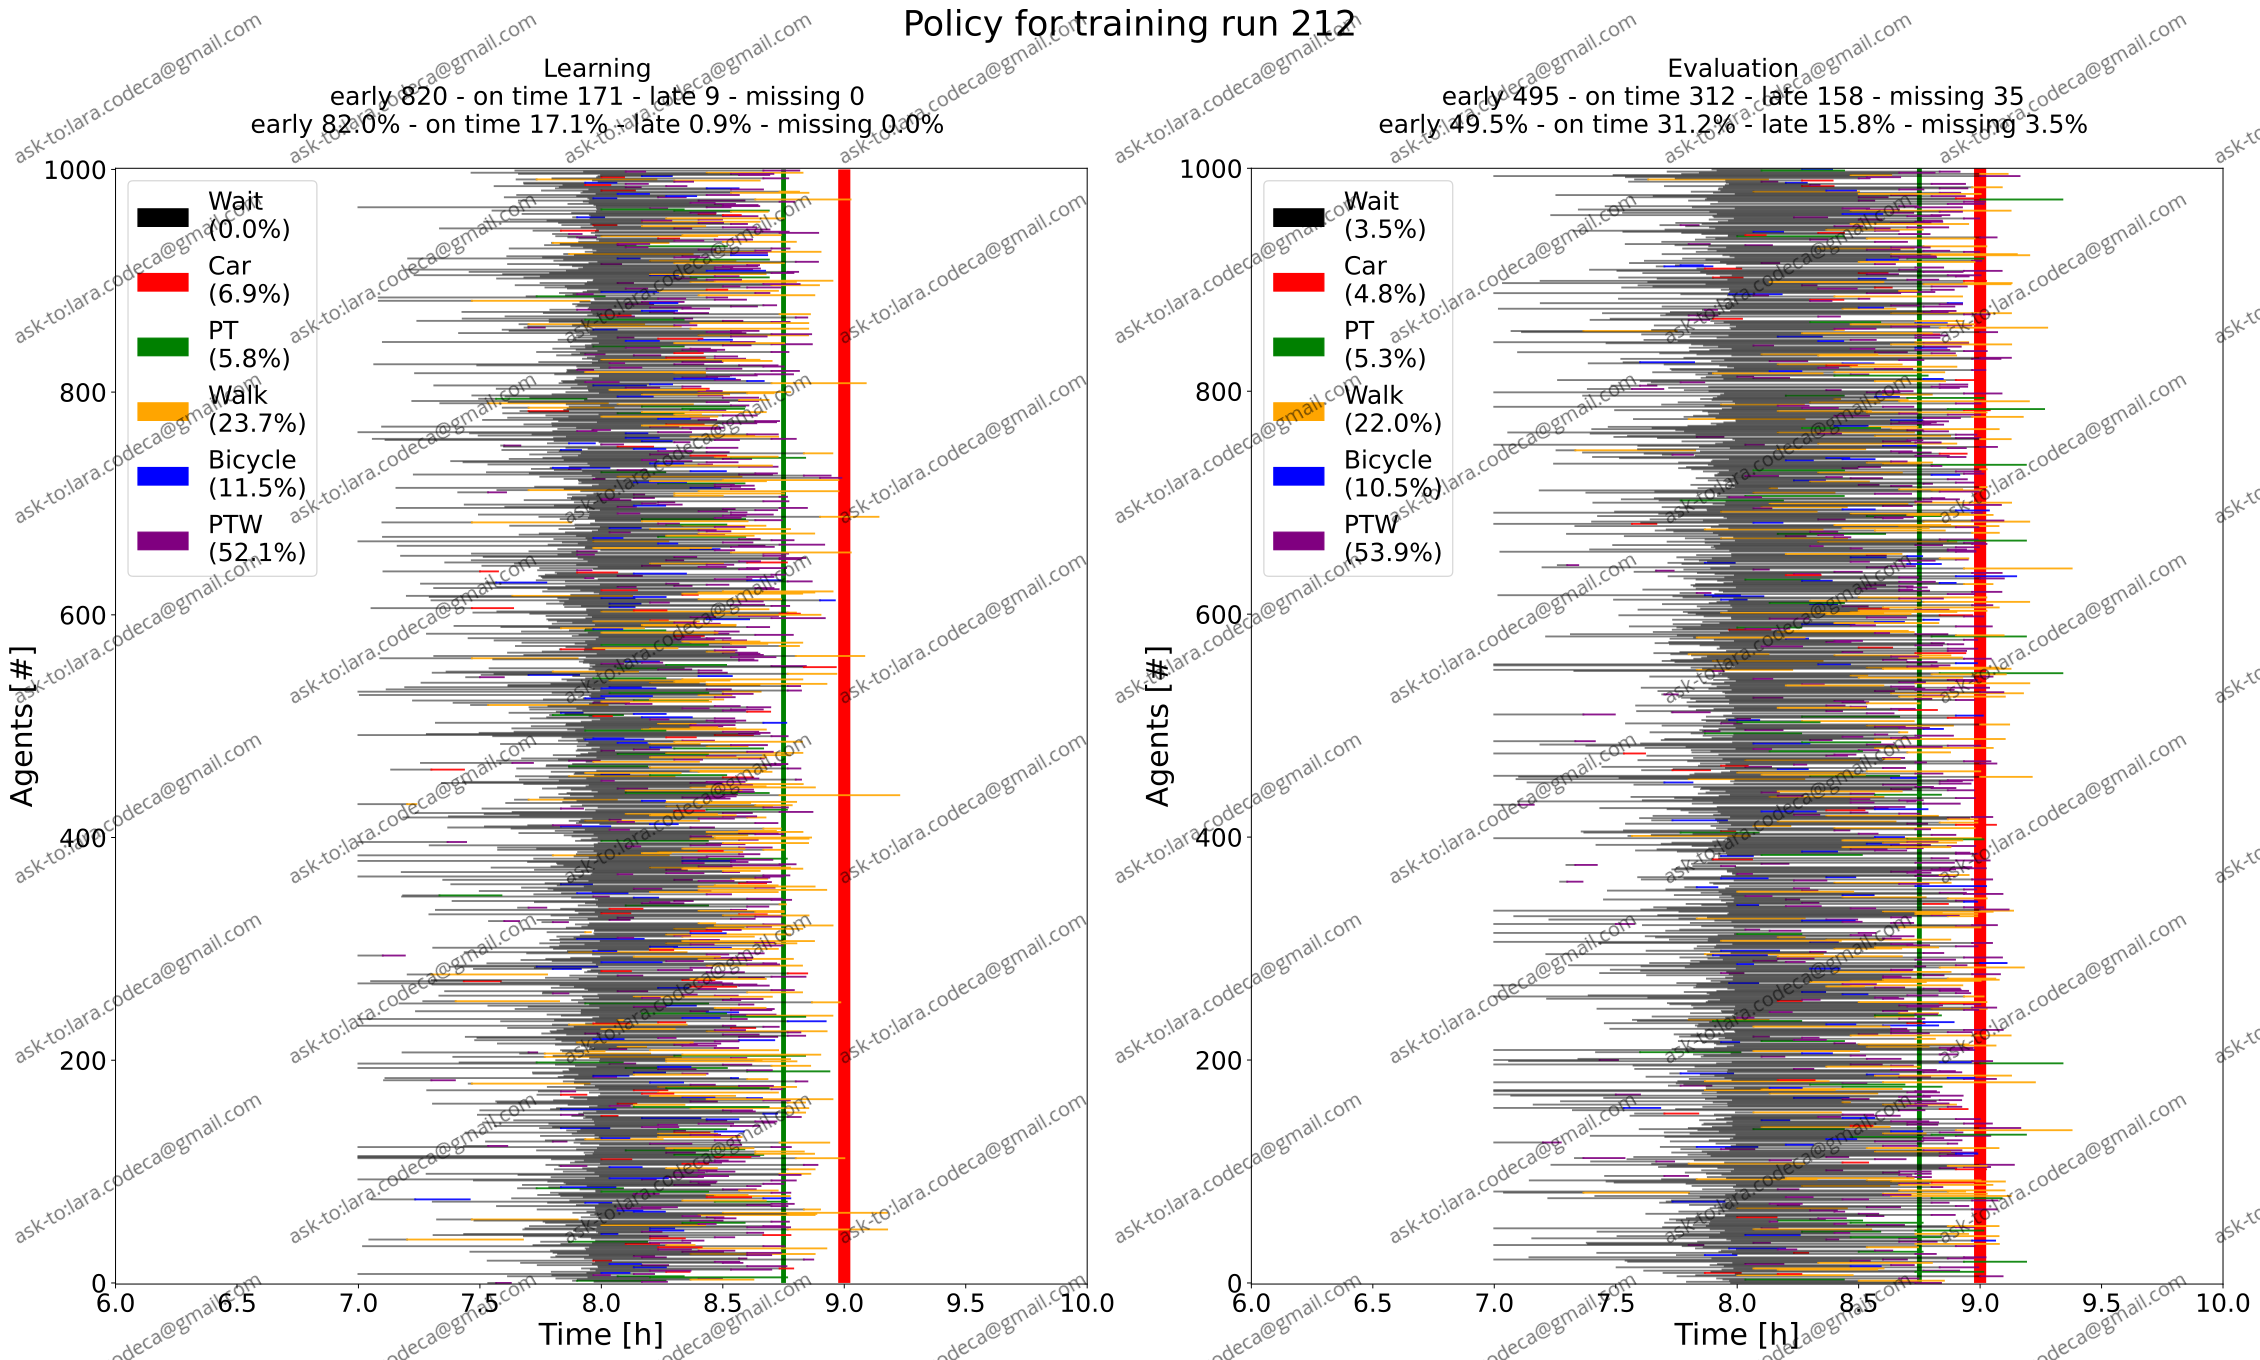 Policy for training run 212
Learning
early 820 - on time 171 - late 9 - missing 0
early 82.0% - on time 17.1% - late 0.9% - missing 0.0%
Agents [#]
1000
800
600
400
200
0
Wait
(0.0%)
Car
(6.9%)
PT
(5.8%)
Walk
(23.7%)
Bicycle
(11.5%)
PTW
(52.1%)
6.0 6.5 7.0 7.5 8.0 8.5 9.0 9.5 10.0
Time [h]
Evaluation
early 495 - on time 312 - late 158 - missing 35
early 49.5% - on time 31.2% - late 15.8% - missing 3.5%
Agents [#]
1000
800
600
400
200
0
Wait
(3.5%)
Car
(4.8%)
PT
(5.3%)
Walk
(22.0%)
Bicycle
(10.5%)
PTW
(53.9%)
6.0 6.5 7.0 7.5 8.0 8.5 9.0 9.5 10.0
Time [h]
ask-to:lara.codeca@gmail.com